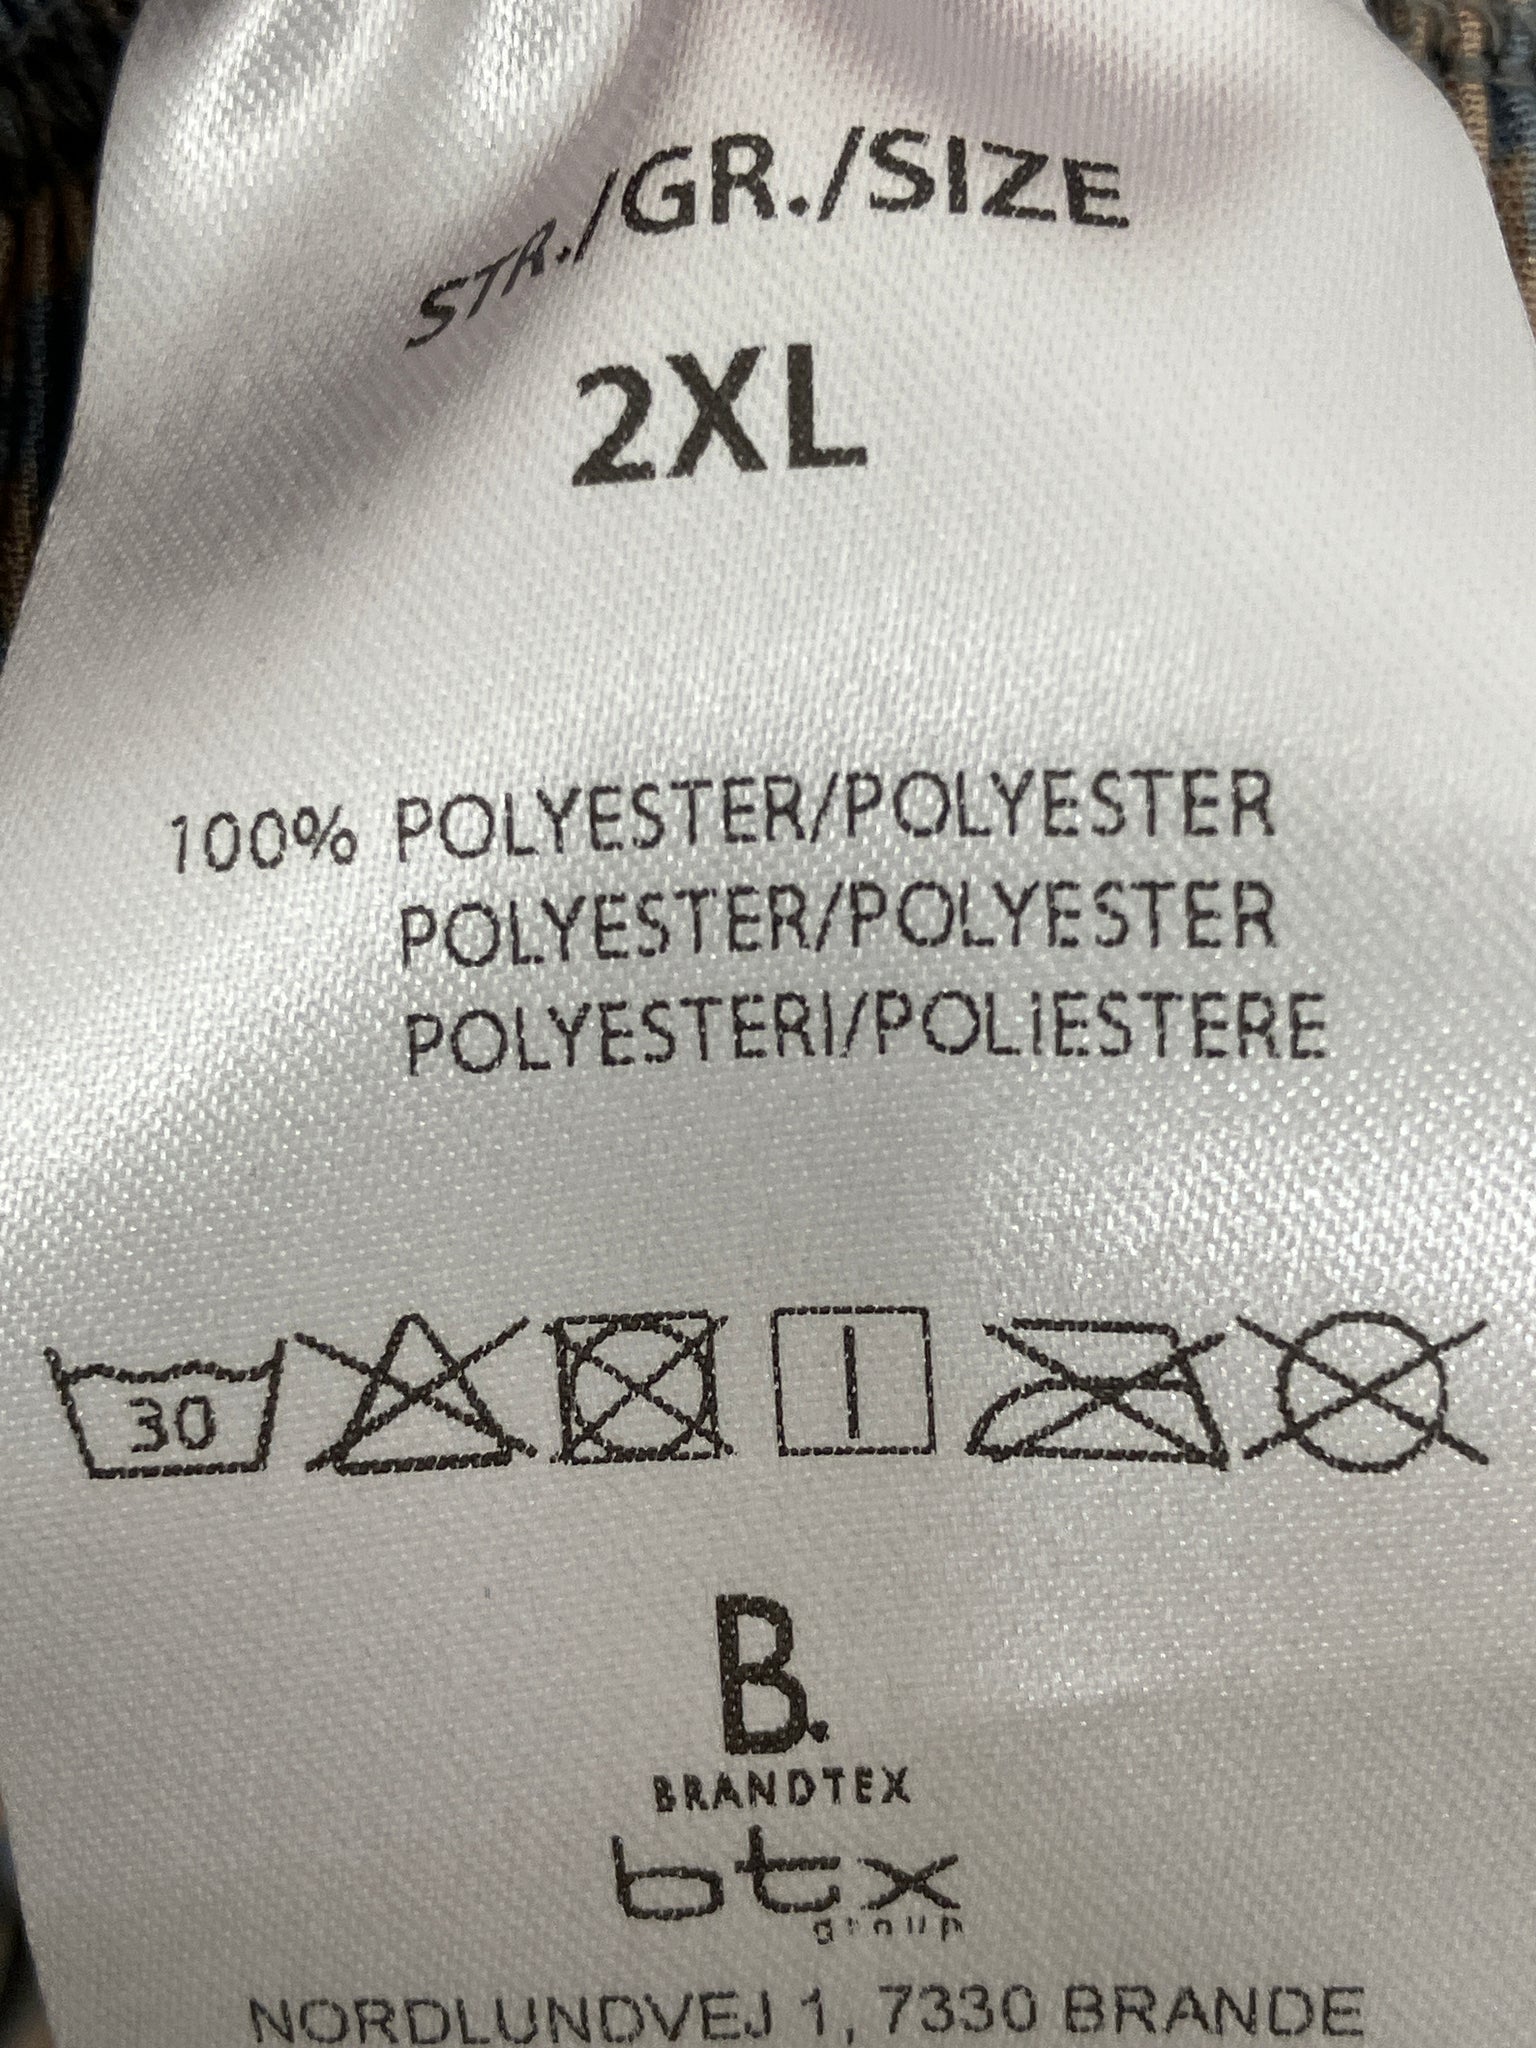 STR./GR./SIZE
2XL
100% POLYESTER/POLYESTER
POLYESTER/POLYESTER
POLYESTERI/POLIESTERE
30
B.
BRANDTEX
btx
group
NORDLUNDVEJ 1, 7330 BRANDE